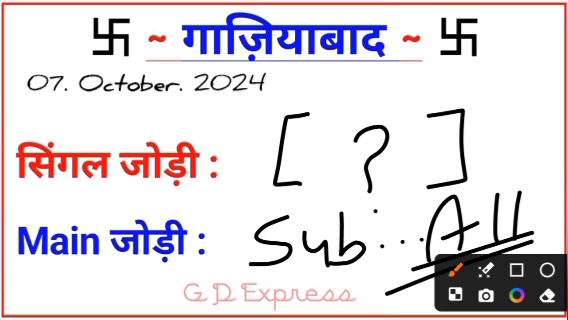 卐 ~ गाज़ियाबाद ~ 卐
07. October. 2024
सिंगल जोड़ी : [ ? ]
Main जोड़ी : Sub... All
G D Express